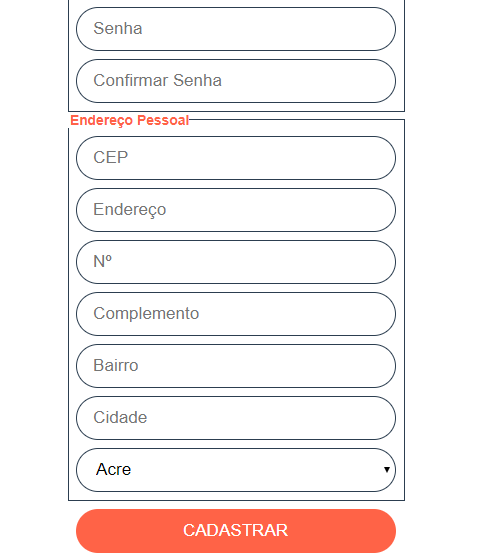 Senha
Confirmar Senha
Endereço Pessoal
CEP
Endereço
Nº
Complemento
Bairro
Cidade
Acre
CADASTRAR